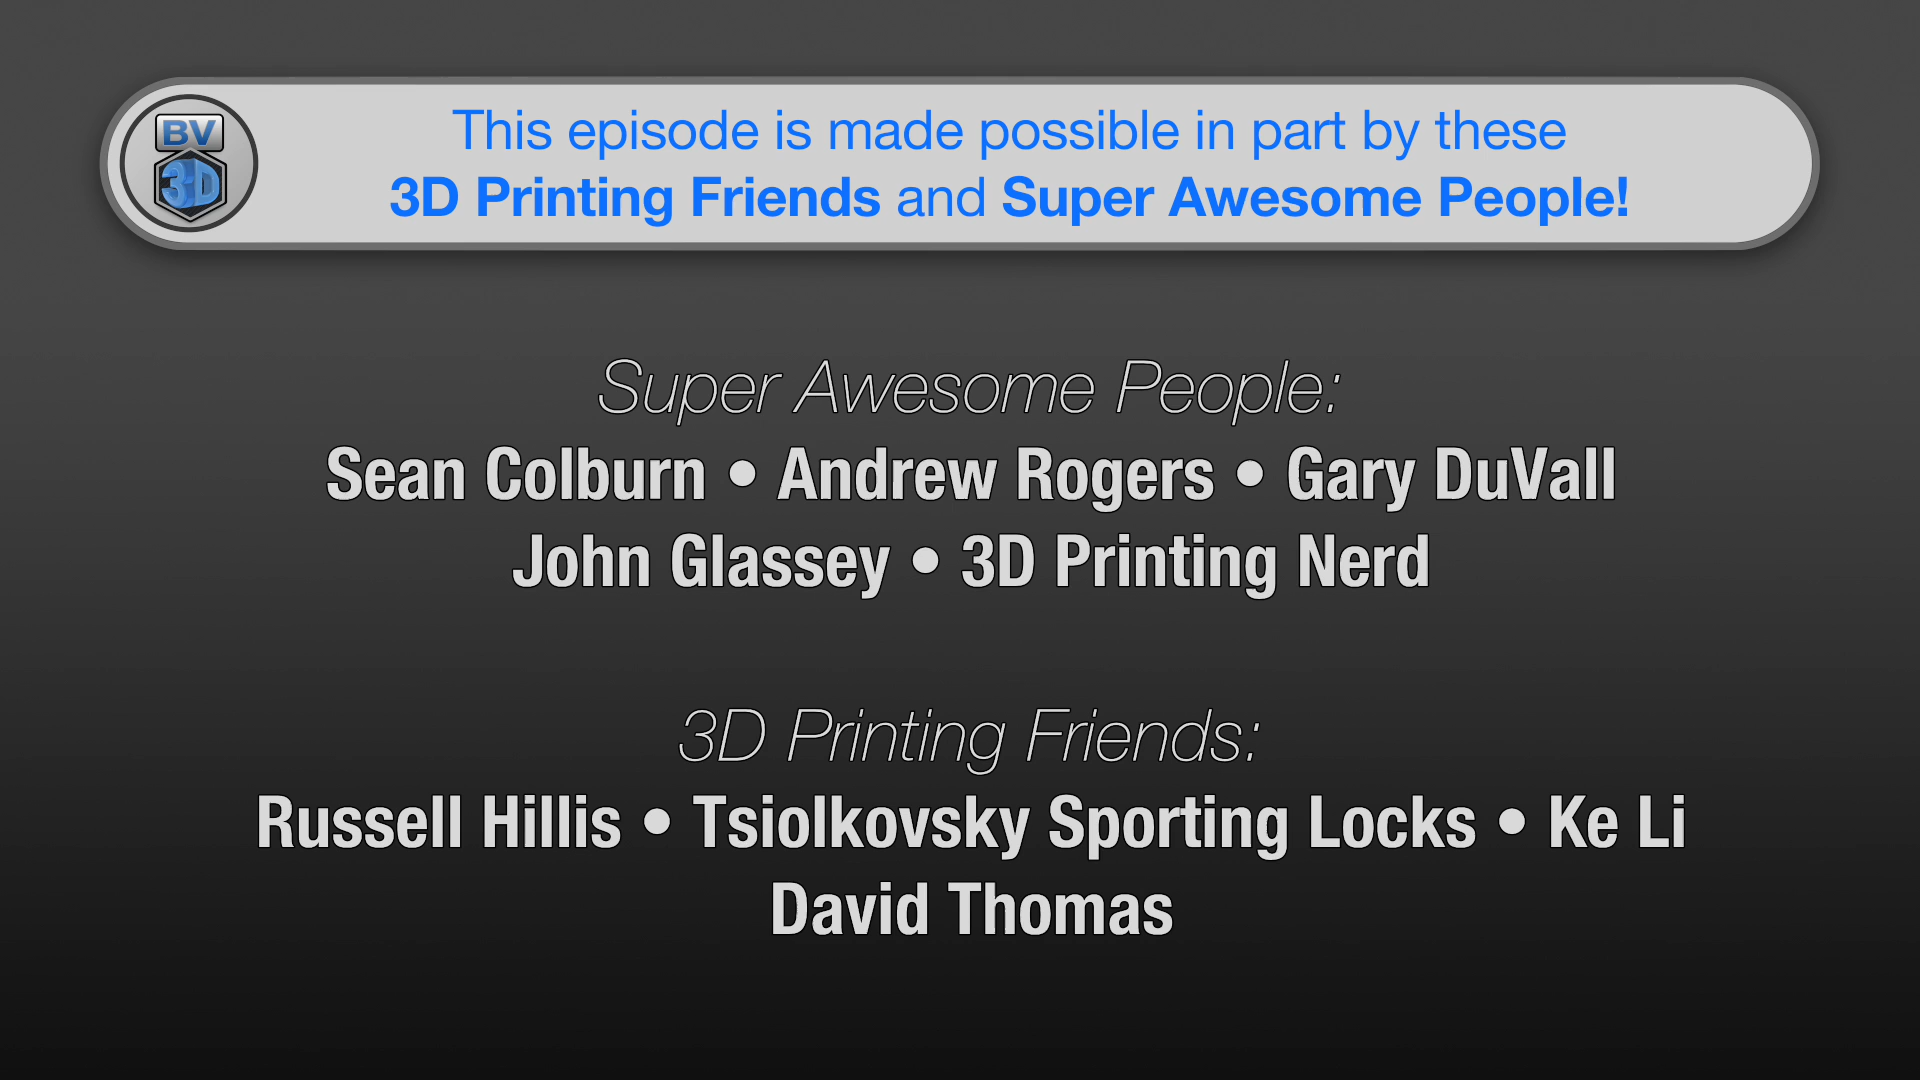 BV
3D
This episode is made possible in part by these
3D Printing Friends and Super Awesome People!
Super Awesome People:
Sean Colburn • Andrew Rogers • Gary DuVall
John Glassey • 3D Printing Nerd
3D Printing Friends:
Russell Hillis • Tsiolkovsky Sporting Locks • Ke Li
David Thomas